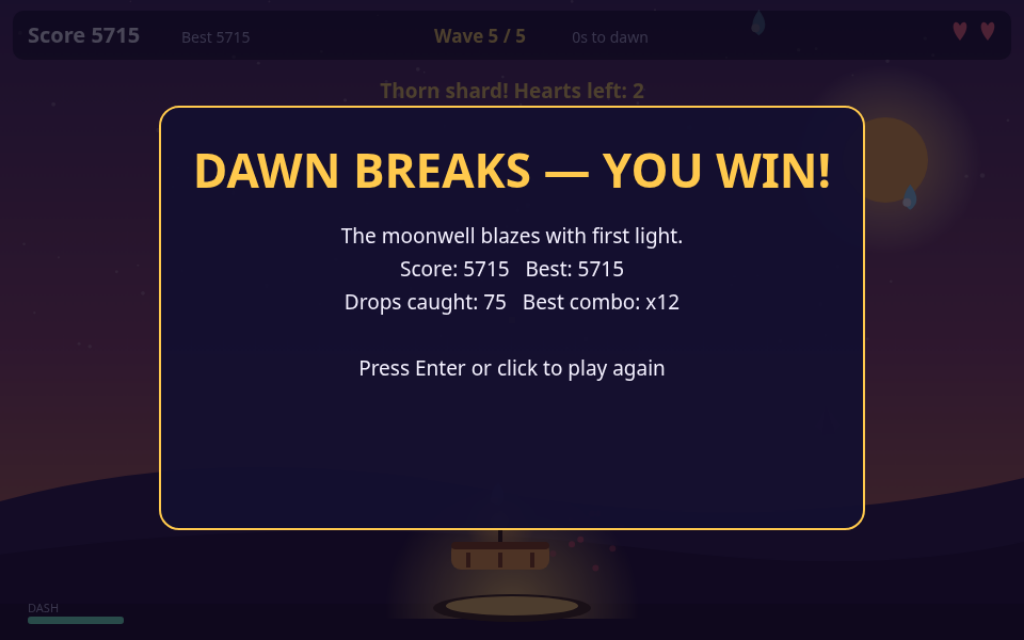 Score 5715 Best 5715 Wave 5 / 5 0s to dawn
Thorn shard! Hearts left: 2
DAWN BREAKS — YOU WIN!
The moonwell blazes with first light.
Score: 5715 Best: 5715
Drops caught: 75 Best combo: x12
Press Enter or click to play again
DASH